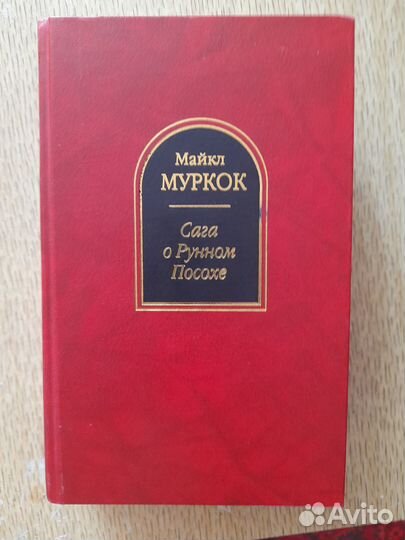 Майкл
МУРКОК
Сага
о Рунном
Посохе
Avito